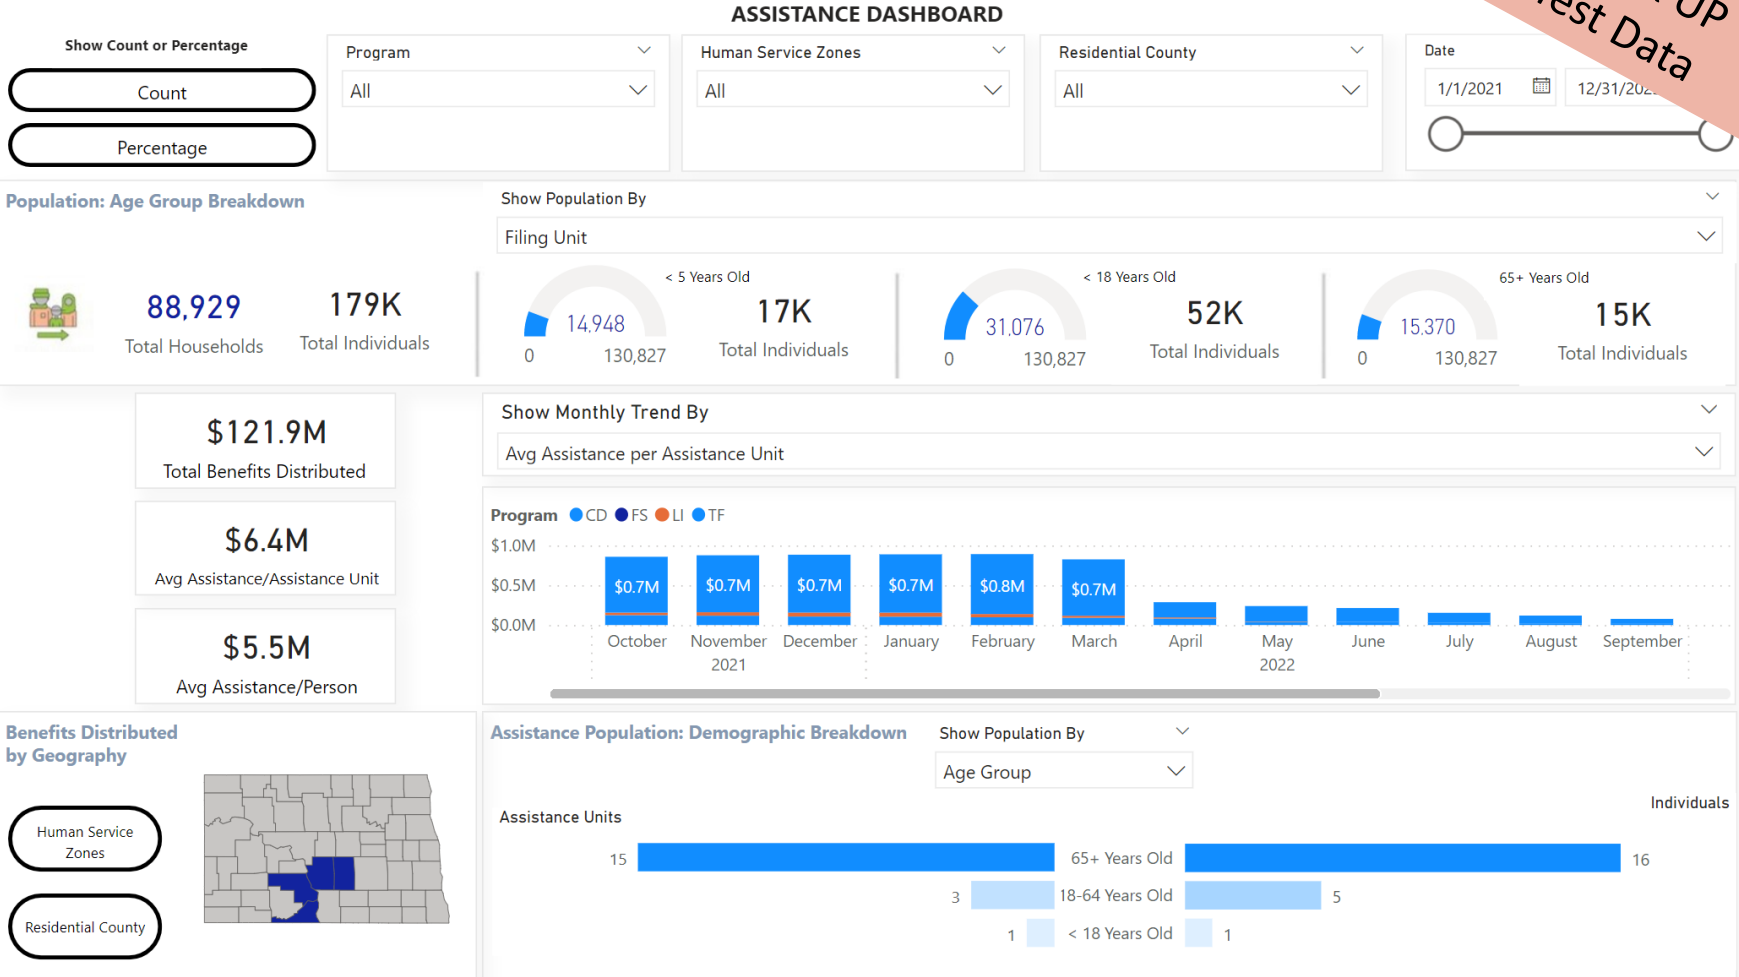 ASSISTANCE DASHBOARD
UP
Test Data
Show Count or Percentage
Count
Percentage
Program
All
Human Service Zones
All
Residential County
All
Date
1/1/2021
Population: Age Group Breakdown
Show Population By
Filing Unit
88,929
Total Households
179K
Total Individuals
< 5 Years Old
14,948
0
130,827
17K
Total Individuals
< 18 Years Old
31,076
0
130,827
52K
Total Individuals
65+ Years Old
15,370
0
130,827
15K
Total Individuals
$121.9M
Total Benefits Distributed
$6.4M
Avg Assistance/Assistance Unit
$5.5M
Avg Assistance/Person
Show Monthly Trend By
Avg Assistance per Assistance Unit
Program CD FS LI TF
$1.0M
$0.5M
$0.0M
$0.7M $0.7M $0.7M $0.7M $0.8M $0.7M
October November December January February March April May June July August September
2021 2022
Benefits Distributed
by Geography
Human Service
Zones
Residential County
Assistance Population: Demographic Breakdown
Show Population By
Age Group
Assistance Units
Individuals
15 65+ Years Old 16
3 18-64 Years Old 5
1 < 18 Years Old 1